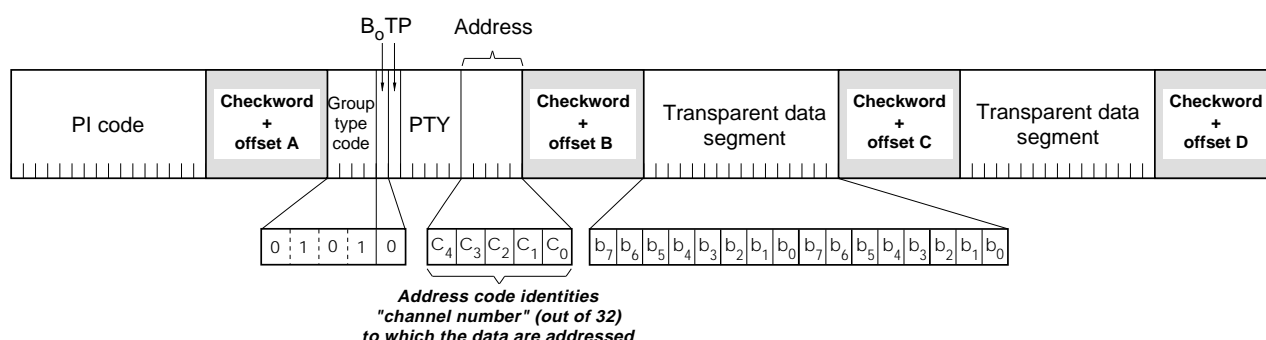 BoTP Address
PI code
Checkword
+
offset A
Group
type
code
PTY
Checkword
+
offset B
Transparent data
segment
Checkword
+
offset C
Transparent data
segment
Checkword
+
offset D
0 1 0 1 0
C4 C3 C2 C1 C0
b7 b6 b5 b4 b3 b2 b1 b0 b7 b6 b5 b4 b3 b2 b1 b0
Address code identities
"channel number" (out of 32)
to which the data are addressed